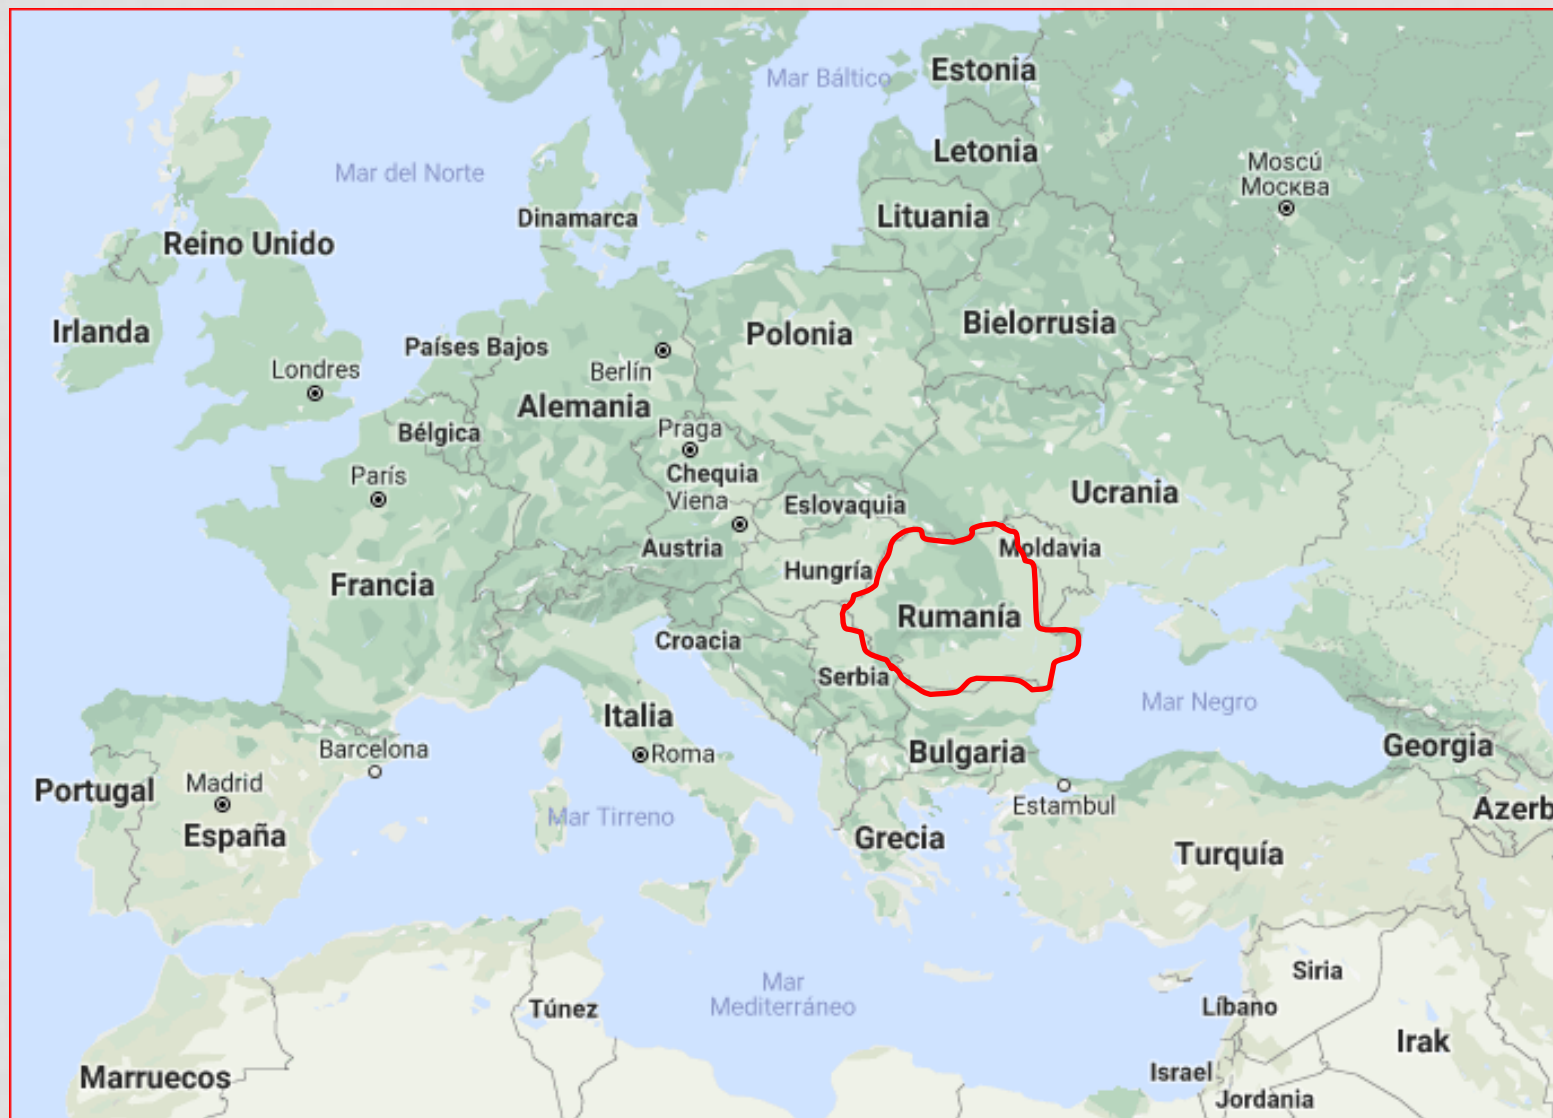 Estonia
Mar Báltico
Letonia
Moscú
Москва
Mar del Norte
Lituania
Dinamarca
Reino Unido
Bielorrusia
Irlanda
Polonia
Países Bajos
Londres
Berlín
Alemania
Praga
Bélgica
Chequia
París
Ucrania
Viena
Eslovaquia
Austria
Moldavia
Hungría
Francia
Rumanía
Croacia
Serbia
Mar Negro
Italia
Georgia
Barcelona
Roma
Bulgaria
Portugal
Madrid
Estambul
Azerb
Mar Tirreno
España
Grecia
Turquía
Siria
Mar
Mediterráneo
Túnez
Líbano
Irak
Israel
Marruecos
Jordania